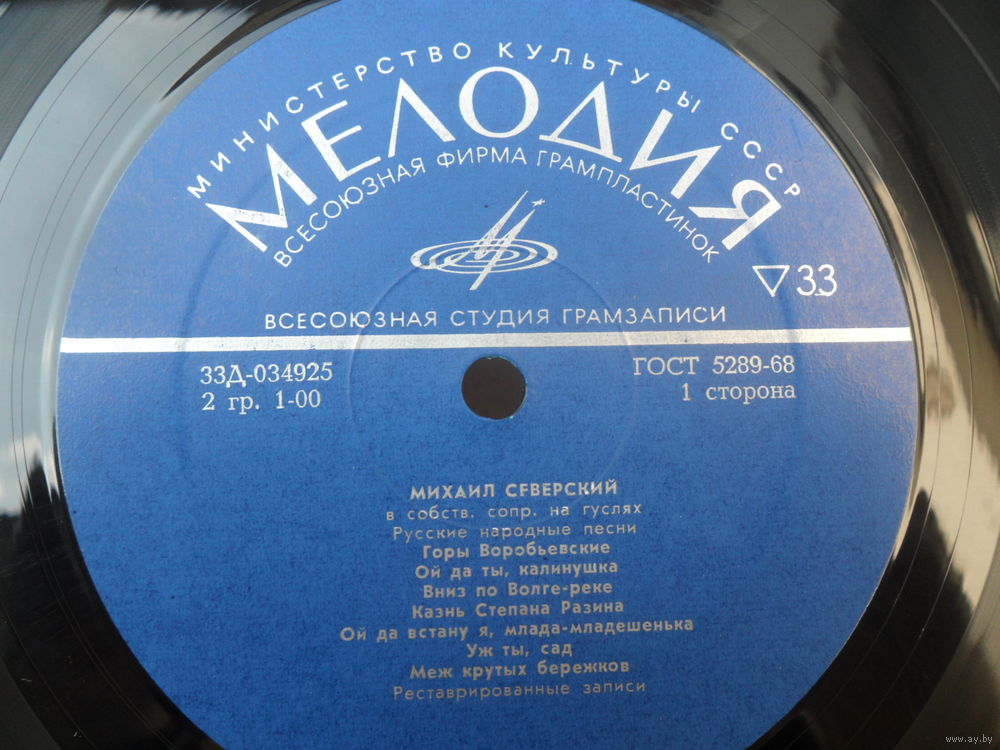 МИНИСТЕРСТВО КУЛЬТУРЫ СССР
МЕЛОДИЯ
ВСЕСОЮЗНАЯ ФИРМА ГРАМПЛАСТИНОК
▽33
ВСЕСОЮЗНАЯ СТУДИЯ ГРАМЗАПИСИ
33Д-034925
2 гр. 1-00
ГОСТ 5289-68
1 сторона
МИХАИЛ СЕВЕРСКИЙ
в собств. сопр. на гуслях
Русские народные песни
Горы Воробьевские
Ой да ты, калинушка
Вниз по Волге-реке
Казнь Степана Разина
Ой да встану я, млада-младешенька
Уж ты, сад
Меж крутых бережков
Реставрированные записи
www.ay.by